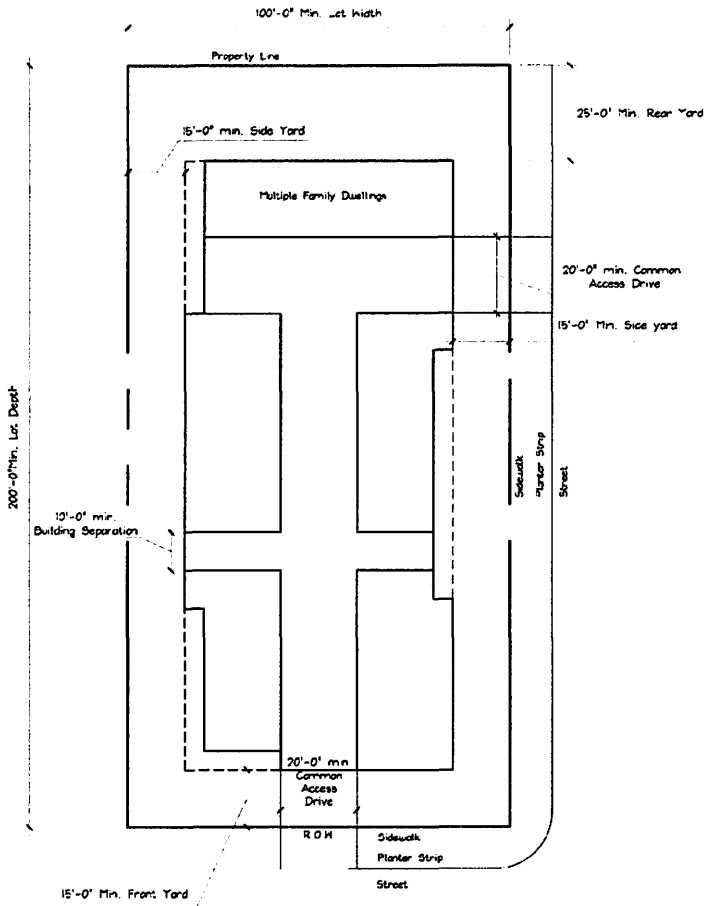 100'-0" Min. Lot Width
Property Line
25'-0" Min. Rear Yard
15'-0" min. Side Yard
Multiple Family Dwellings
20'-0" min. Common
Access Drive
15'-0" Min. Side yard
200'-0" Min. Lot Depth
Sidewalk
Planter Strip
Street
10'-0" min.
Building Separation
20'-0" min
Common
Access
Drive
R O W
Sidewalk
Planter Strip
Street
15'-0" Min. Front Yard